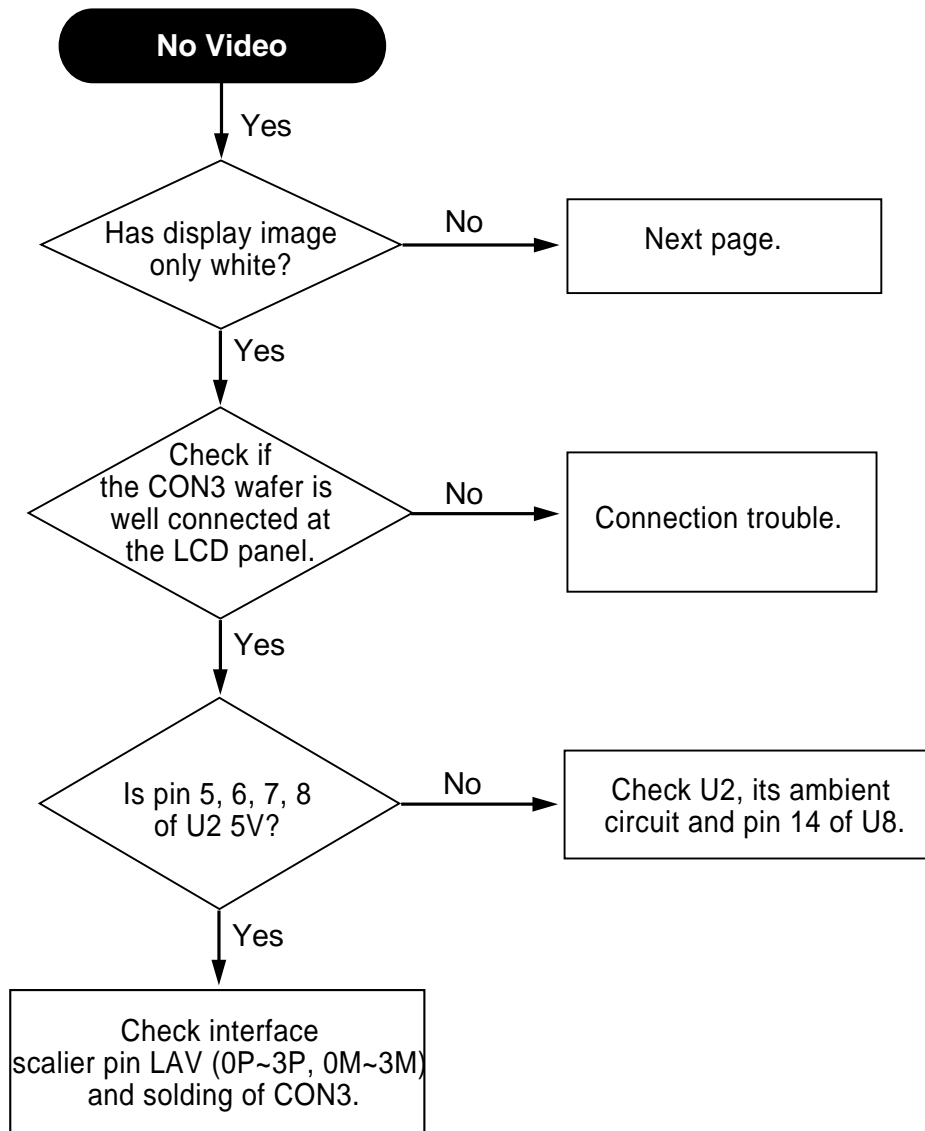 No Video
Yes
Has display image
only white?
No
Next page.
Yes
Check if
the CON3 wafer is
well connected at
the LCD panel.
No
Connection trouble.
Yes
Is pin 5, 6, 7, 8
of U2 5V?
No
Check U2, its ambient
circuit and pin 14 of U8.
Yes
Check interface
scalier pin LAV (0P~3P, 0M~3M)
and solding of CON3.